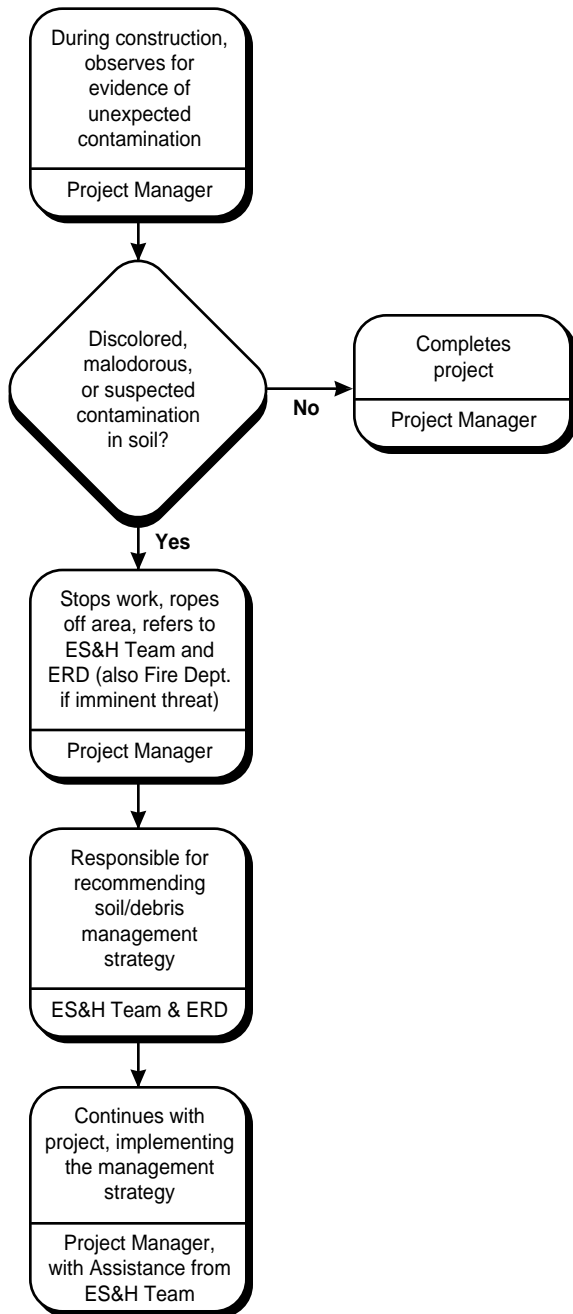 During construction,
observes for
evidence of
unexpected
contamination
Project Manager
Discolored,
malodorous,
or suspected
contamination
in soil?
No
Completes
project
Project Manager
Yes
Stops work, ropes
off area, refers to
ES&H Team and
ERD (also Fire Dept.
if imminent threat)
Project Manager
Responsible for
recommending
soil/debris
management
strategy
ES&H Team & ERD
Continues with
project, implementing
the management
strategy
Project Manager,
with Assistance from
ES&H Team